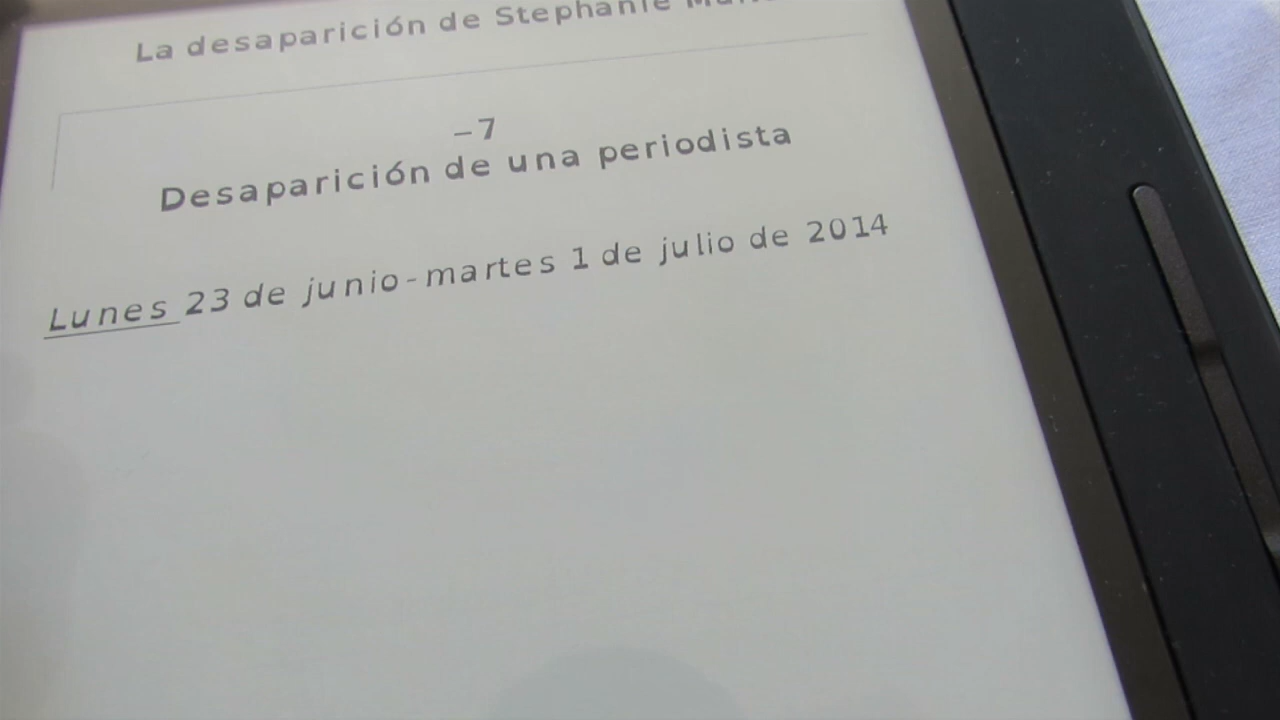 La desaparición de Stephanie
−7
Desaparición de una periodista
Lunes 23 de junio-martes 1 de julio de 2014